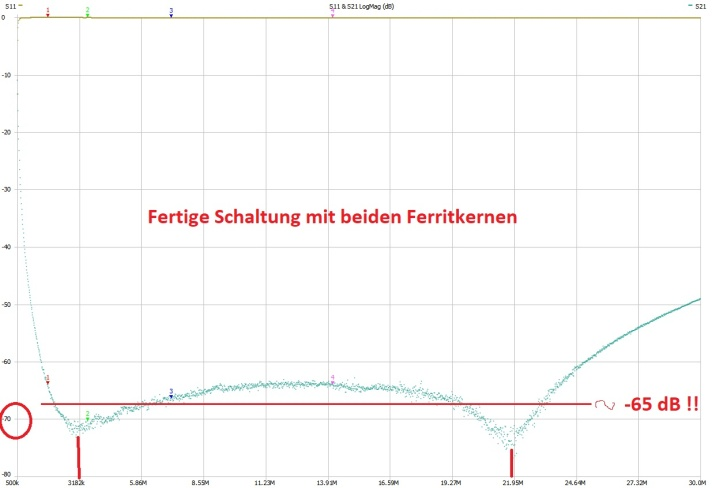 S11 S11 & S21 LogMag (dB) S21
1 2 3 4
0
-10
-20
-30
Fertige Schaltung mit beiden Ferritkernen
-40
-50
-60
1 2 3 4
-65 dB !!
-70
-80
500k 3182k 5.86M 8.55M 11.23M 13.91M 16.59M 19.27M 21.95M 24.64M 27.32M 30.0M